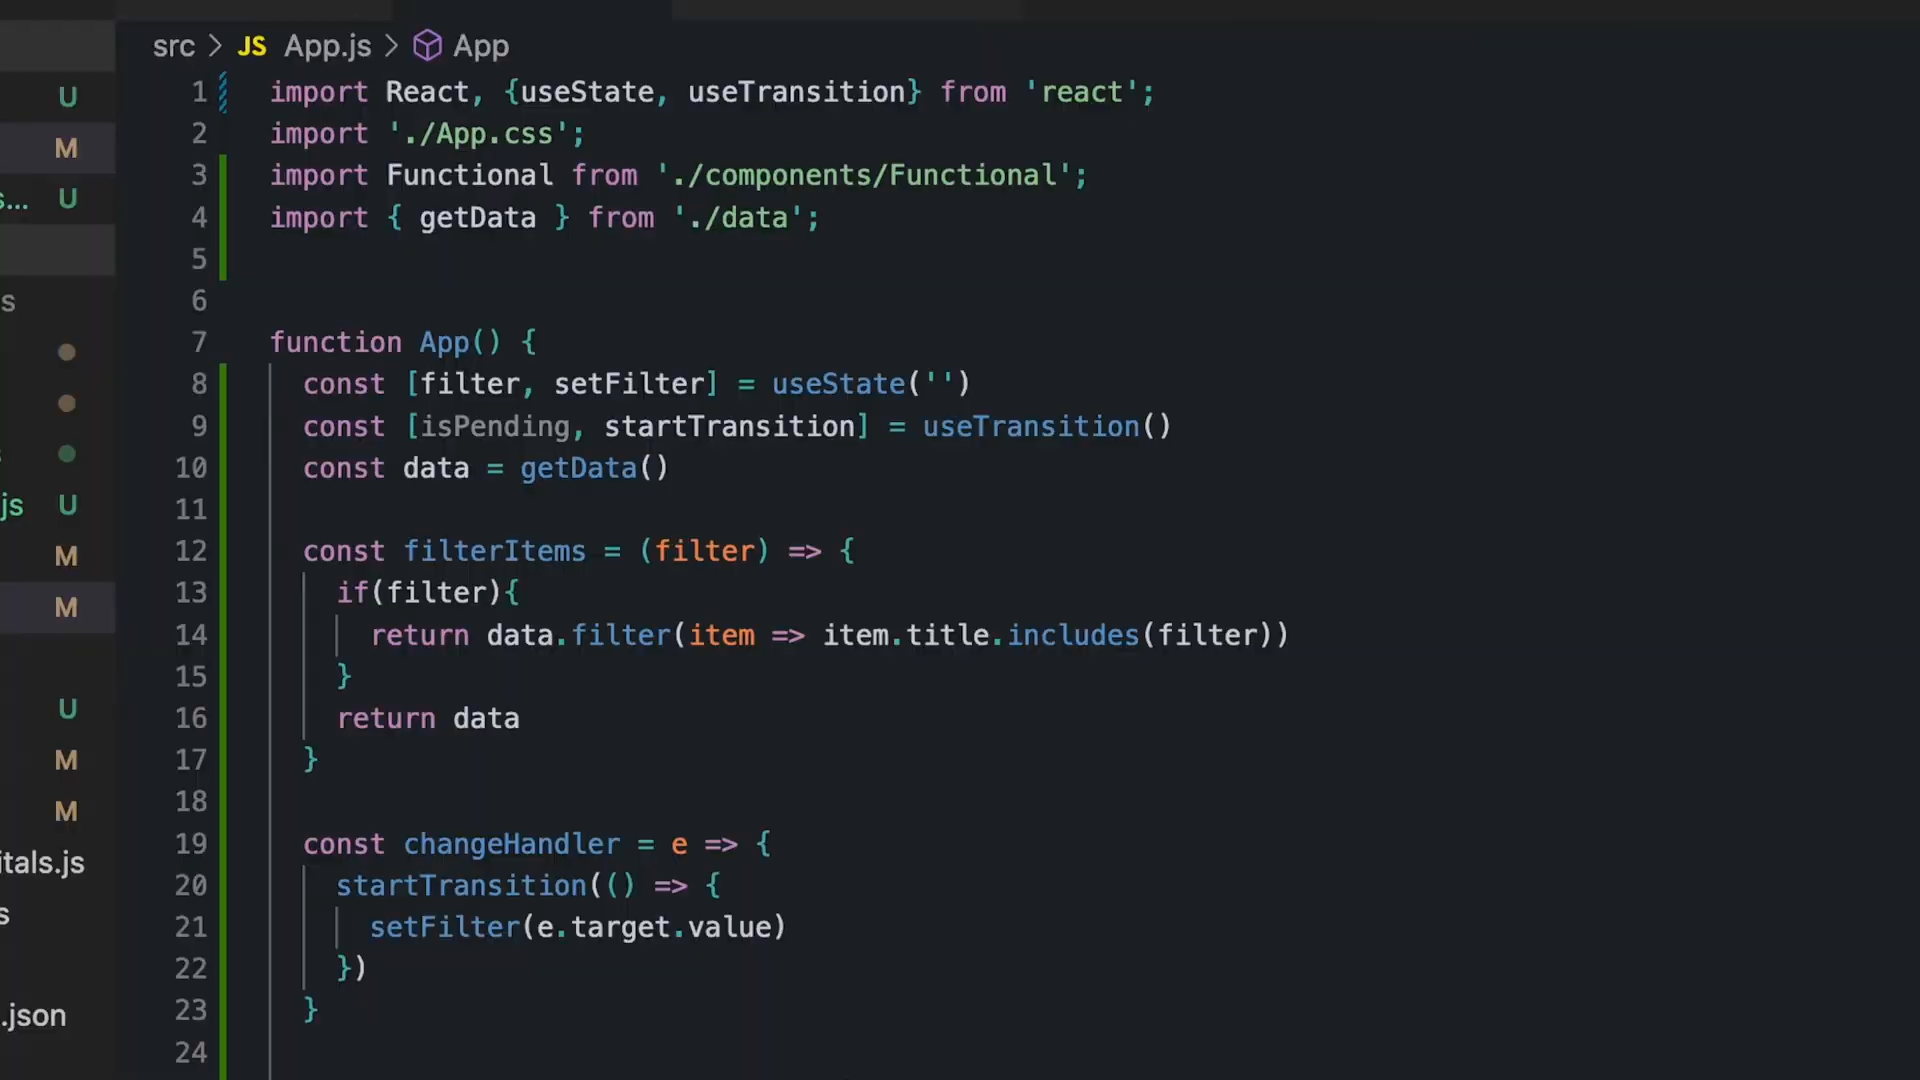 src > JS App.js > App
U
1 import React, {useState, useTransition} from 'react';
2 import './App.css';
M
3 import Functional from './components/Functional';
s... U
4 import { getData } from './data';
5
6
s
7 function App() {
8 const [filter, setFilter] = useState('')
9 const [isPending, startTransition] = useTransition()
10 const data = getData()
js U
11
12 const filterItems = (filter) => {
M
13 if(filter){
M
14 return data.filter(item => item.title.includes(filter))
15 }
U
16 return data
17 }
M
18
M
19 const changeHandler = e => {
itals.js
20 startTransition(() => {
s
21 setFilter(e.target.value)
22 })
23 }
.json
24